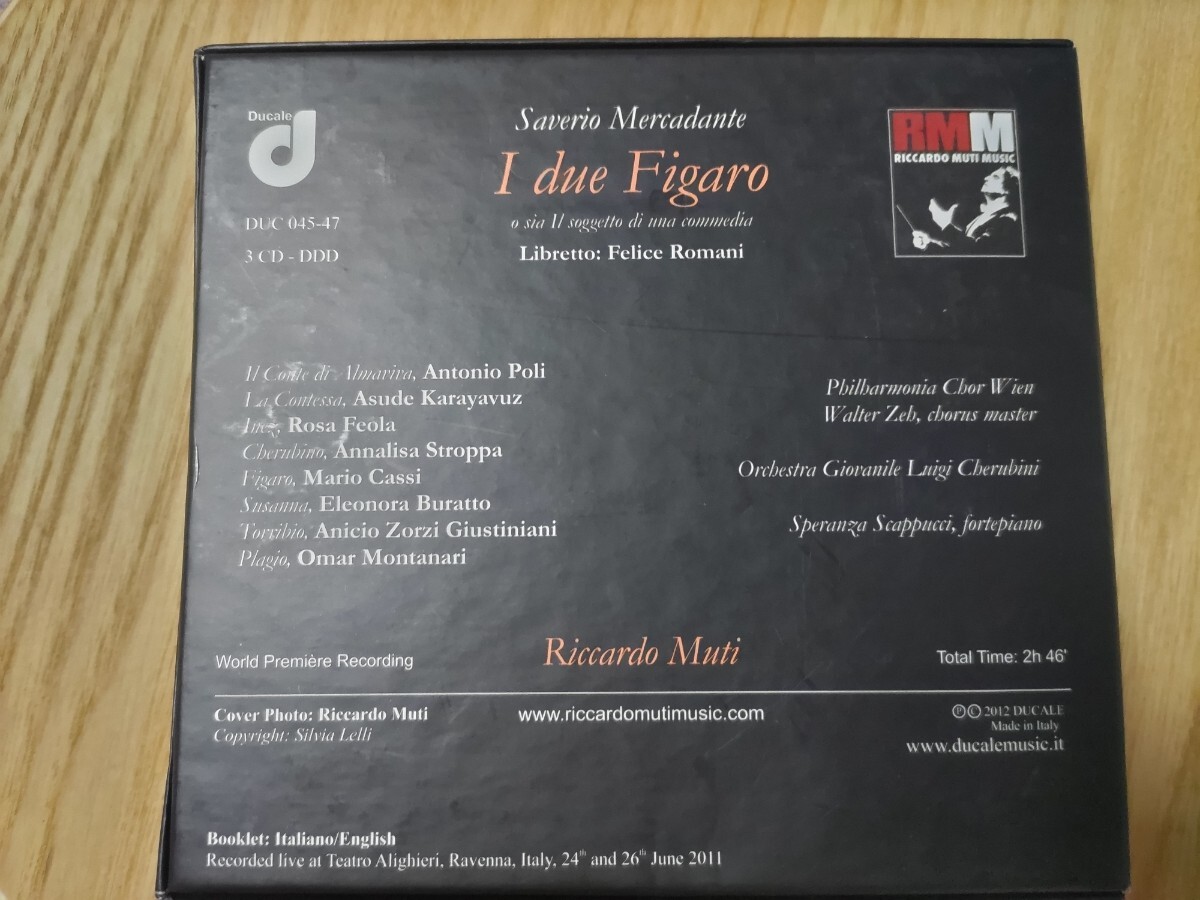 Ducale
d
DUC 045-47
3 CD - DDD
Saverio Mercadante
I due Figaro
o sia Il soggetto di una commedia
Libretto: Felice Romani
RMM
RICCARDO MUTI MUSIC
Il Conte di Almaviva, Antonio Poli
La Contessa, Asude Karayavuz
Inez, Rosa Feola
Cherubino, Annalisa Stroppa
Figaro, Mario Cassi
Susanna, Eleonora Buratto
Torribio, Anicio Zorzi Giustiniani
Plagio, Omar Montanari
Philharmonia Chor Wien
Walter Zeh, chorus master
Orchestra Giovanile Luigi Cherubini
Speranza Scappucci, fortepiano
World Première Recording
Riccardo Muti
Total Time: 2h 46'
Cover Photo: Riccardo Muti
Copyright: Silvia Lelli
www.riccardomutimusic.com
℗© 2012 DUCALE
Made in Italy
www.ducalemusic.it
Booklet: Italiano/English
Recorded live at Teatro Alighieri, Ravenna, Italy, 24th and 26th June 2011